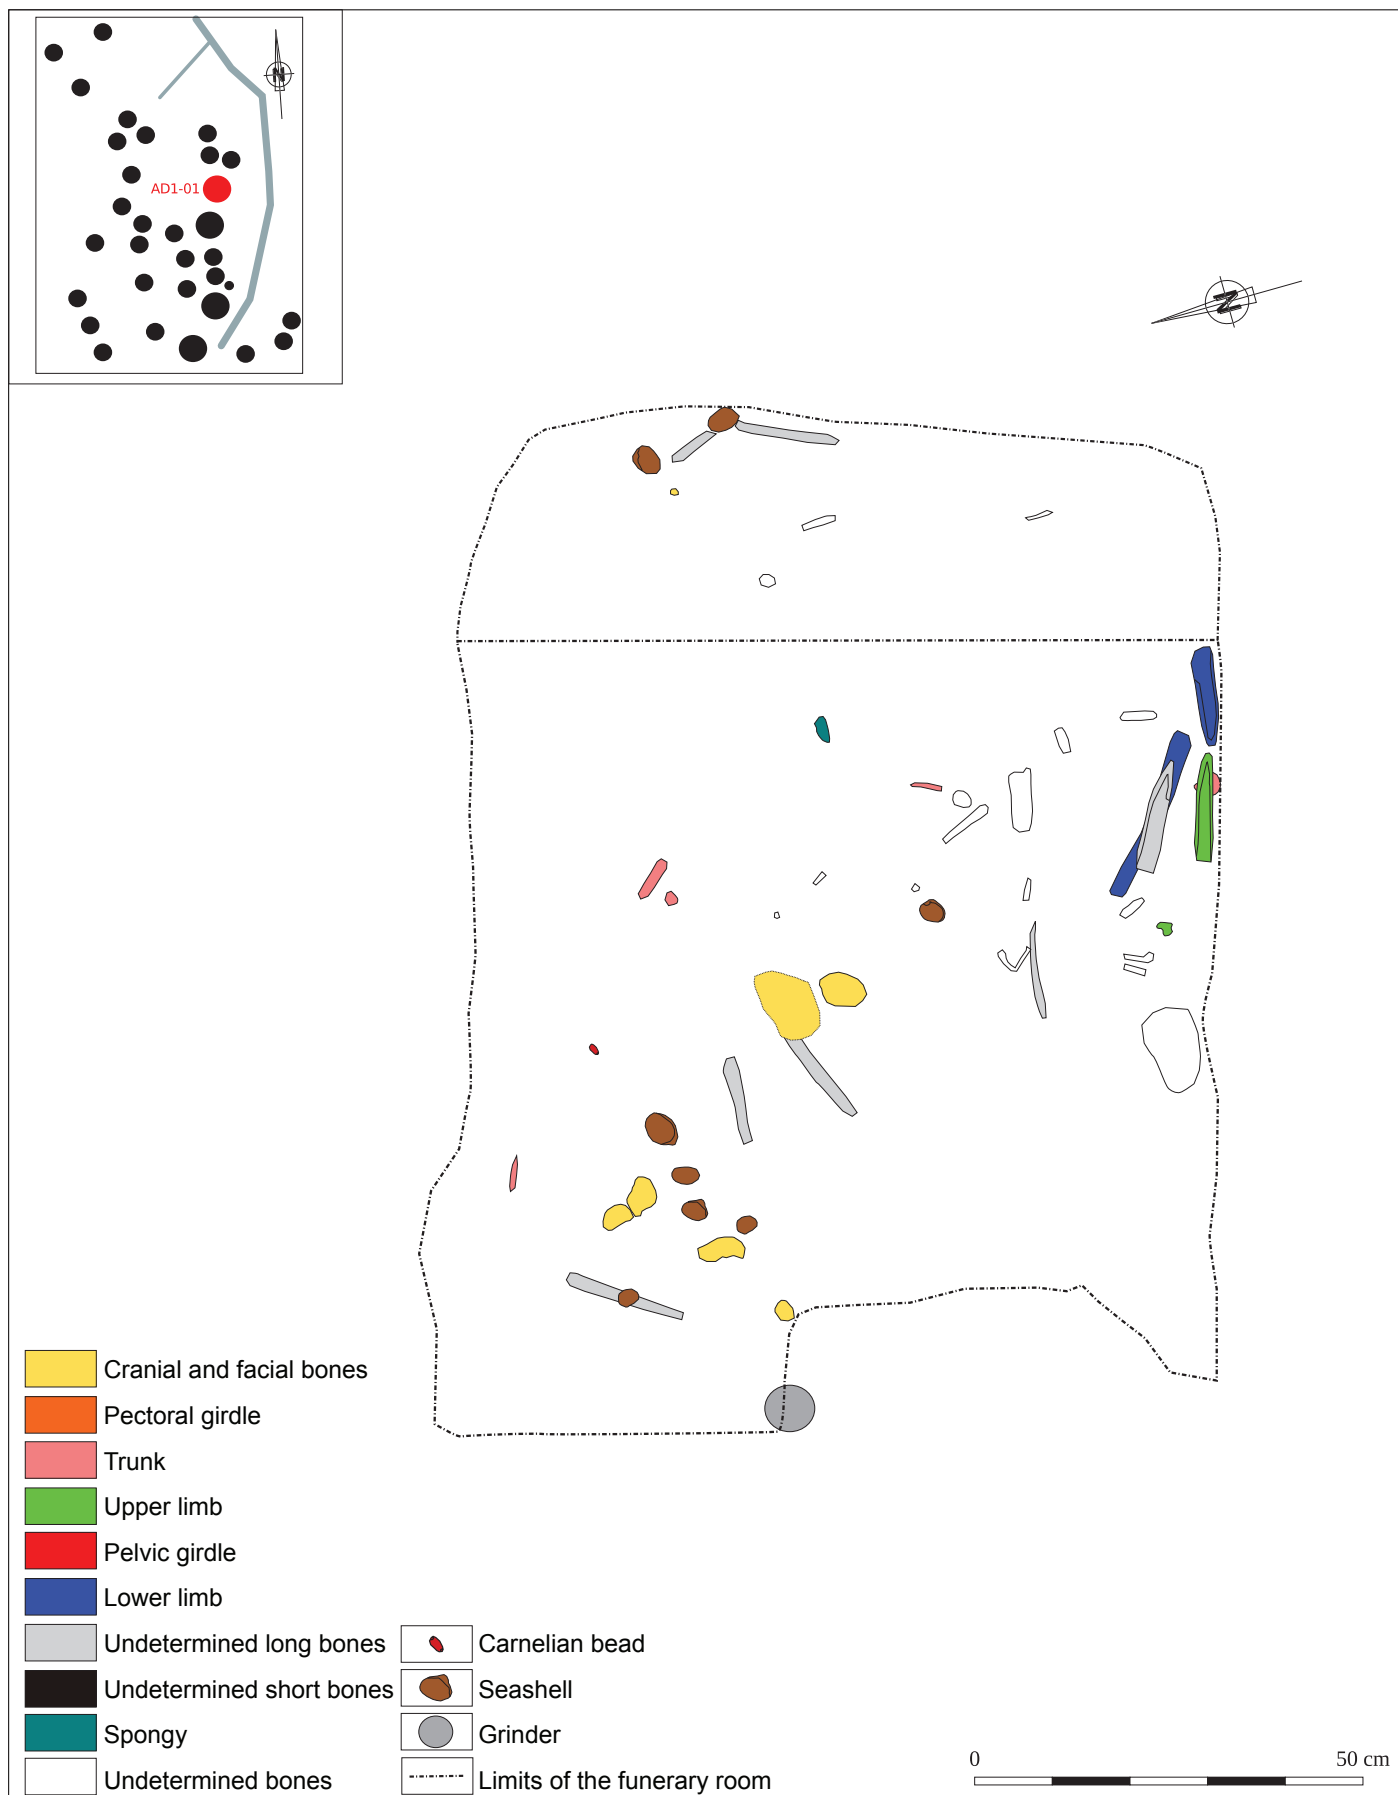 N
AD1-01
N
Cranial and facial bones
Pectoral girdle
Trunk
Upper limb
Pelvic girdle
Lower limb
Undetermined long bones
Undetermined short bones
Spongy
Undetermined bones
Carnelian bead
Seashell
Grinder
Limits of the funerary room
0 50 cm